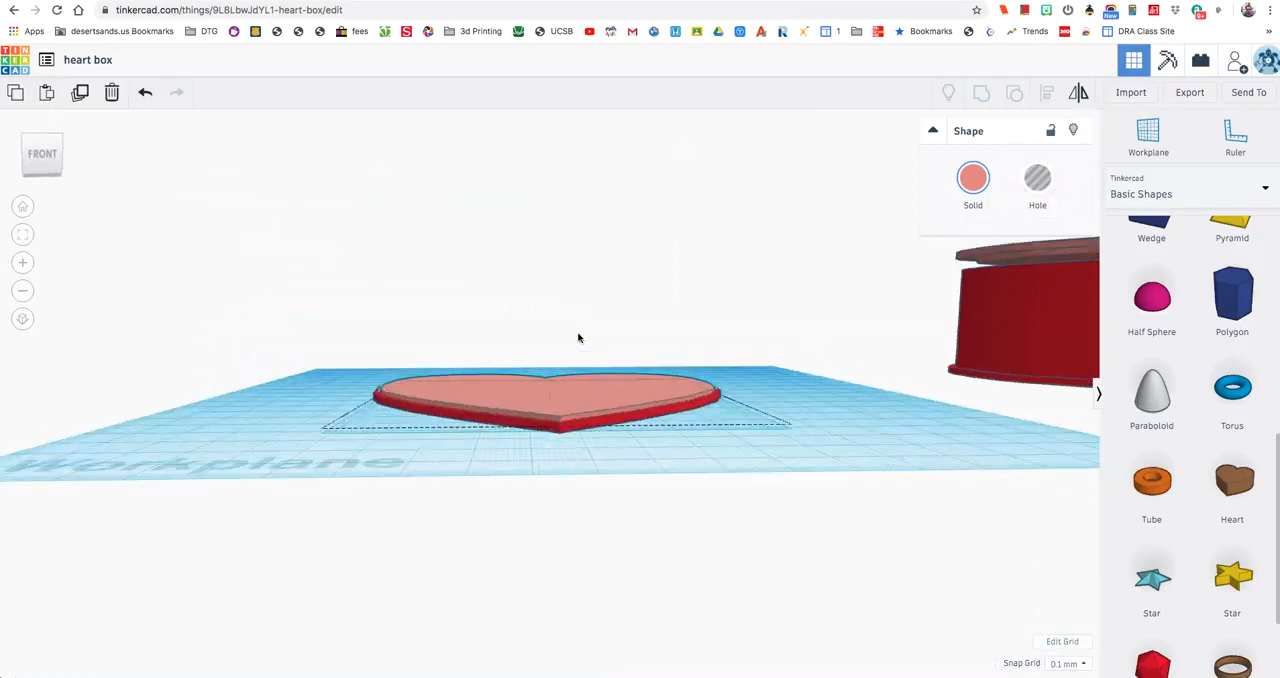 tinkercad.com/things/9L8LbwJdYL1-heart-box/edit
Apps desertsands.us Bookmarks DTG fees 3d Printing UCSB 1 Bookmarks Trends DRA Class Site »
TIN KER CAD heart box
Import Export Send To
FRONT
Shape
Solid Hole
Workplane Ruler
Tinkercad
Basic Shapes
Wedge Pyramid
Half Sphere Polygon
Paraboloid Torus
Tube Heart
Star Star
Workplane
Edit Grid
Snap Grid 0.1 mm